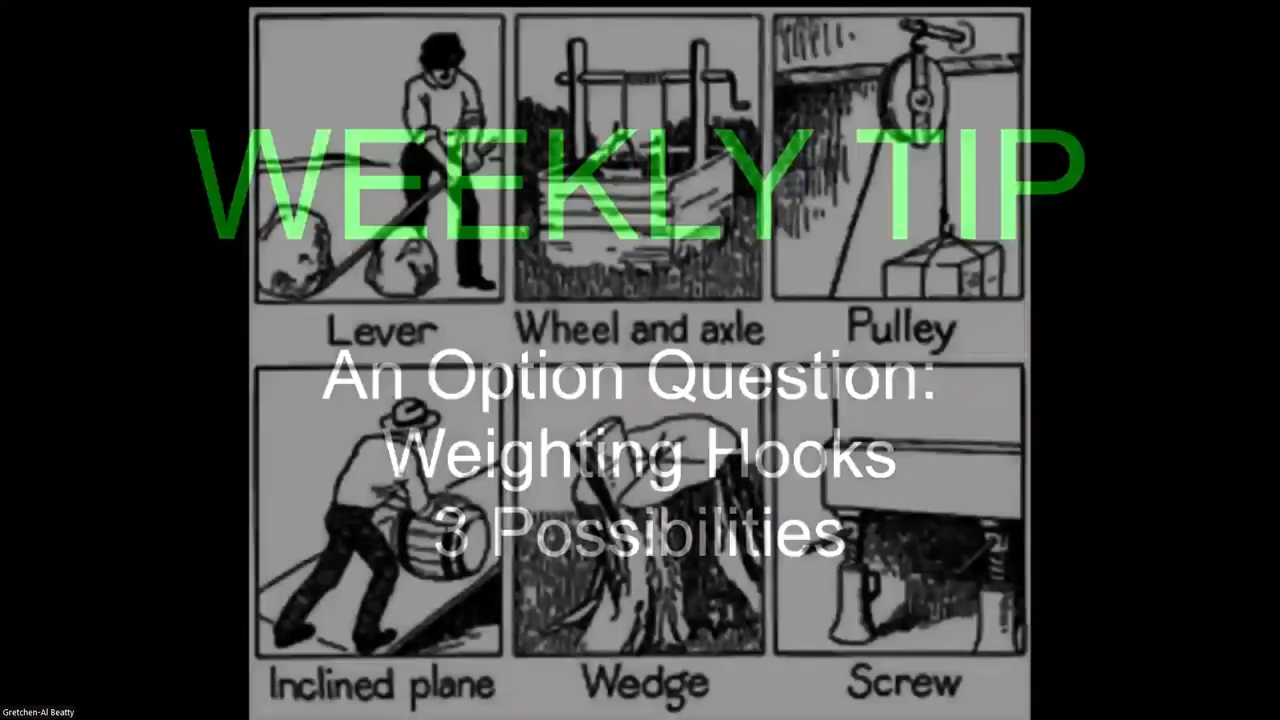 WEEKLY TIP
Lever
Wheel and axle
Pulley
An Option Question:
Weighting Hooks
3 Possibilities
Inclined plane
Wedge
Screw
Gretchen-Al Beatty